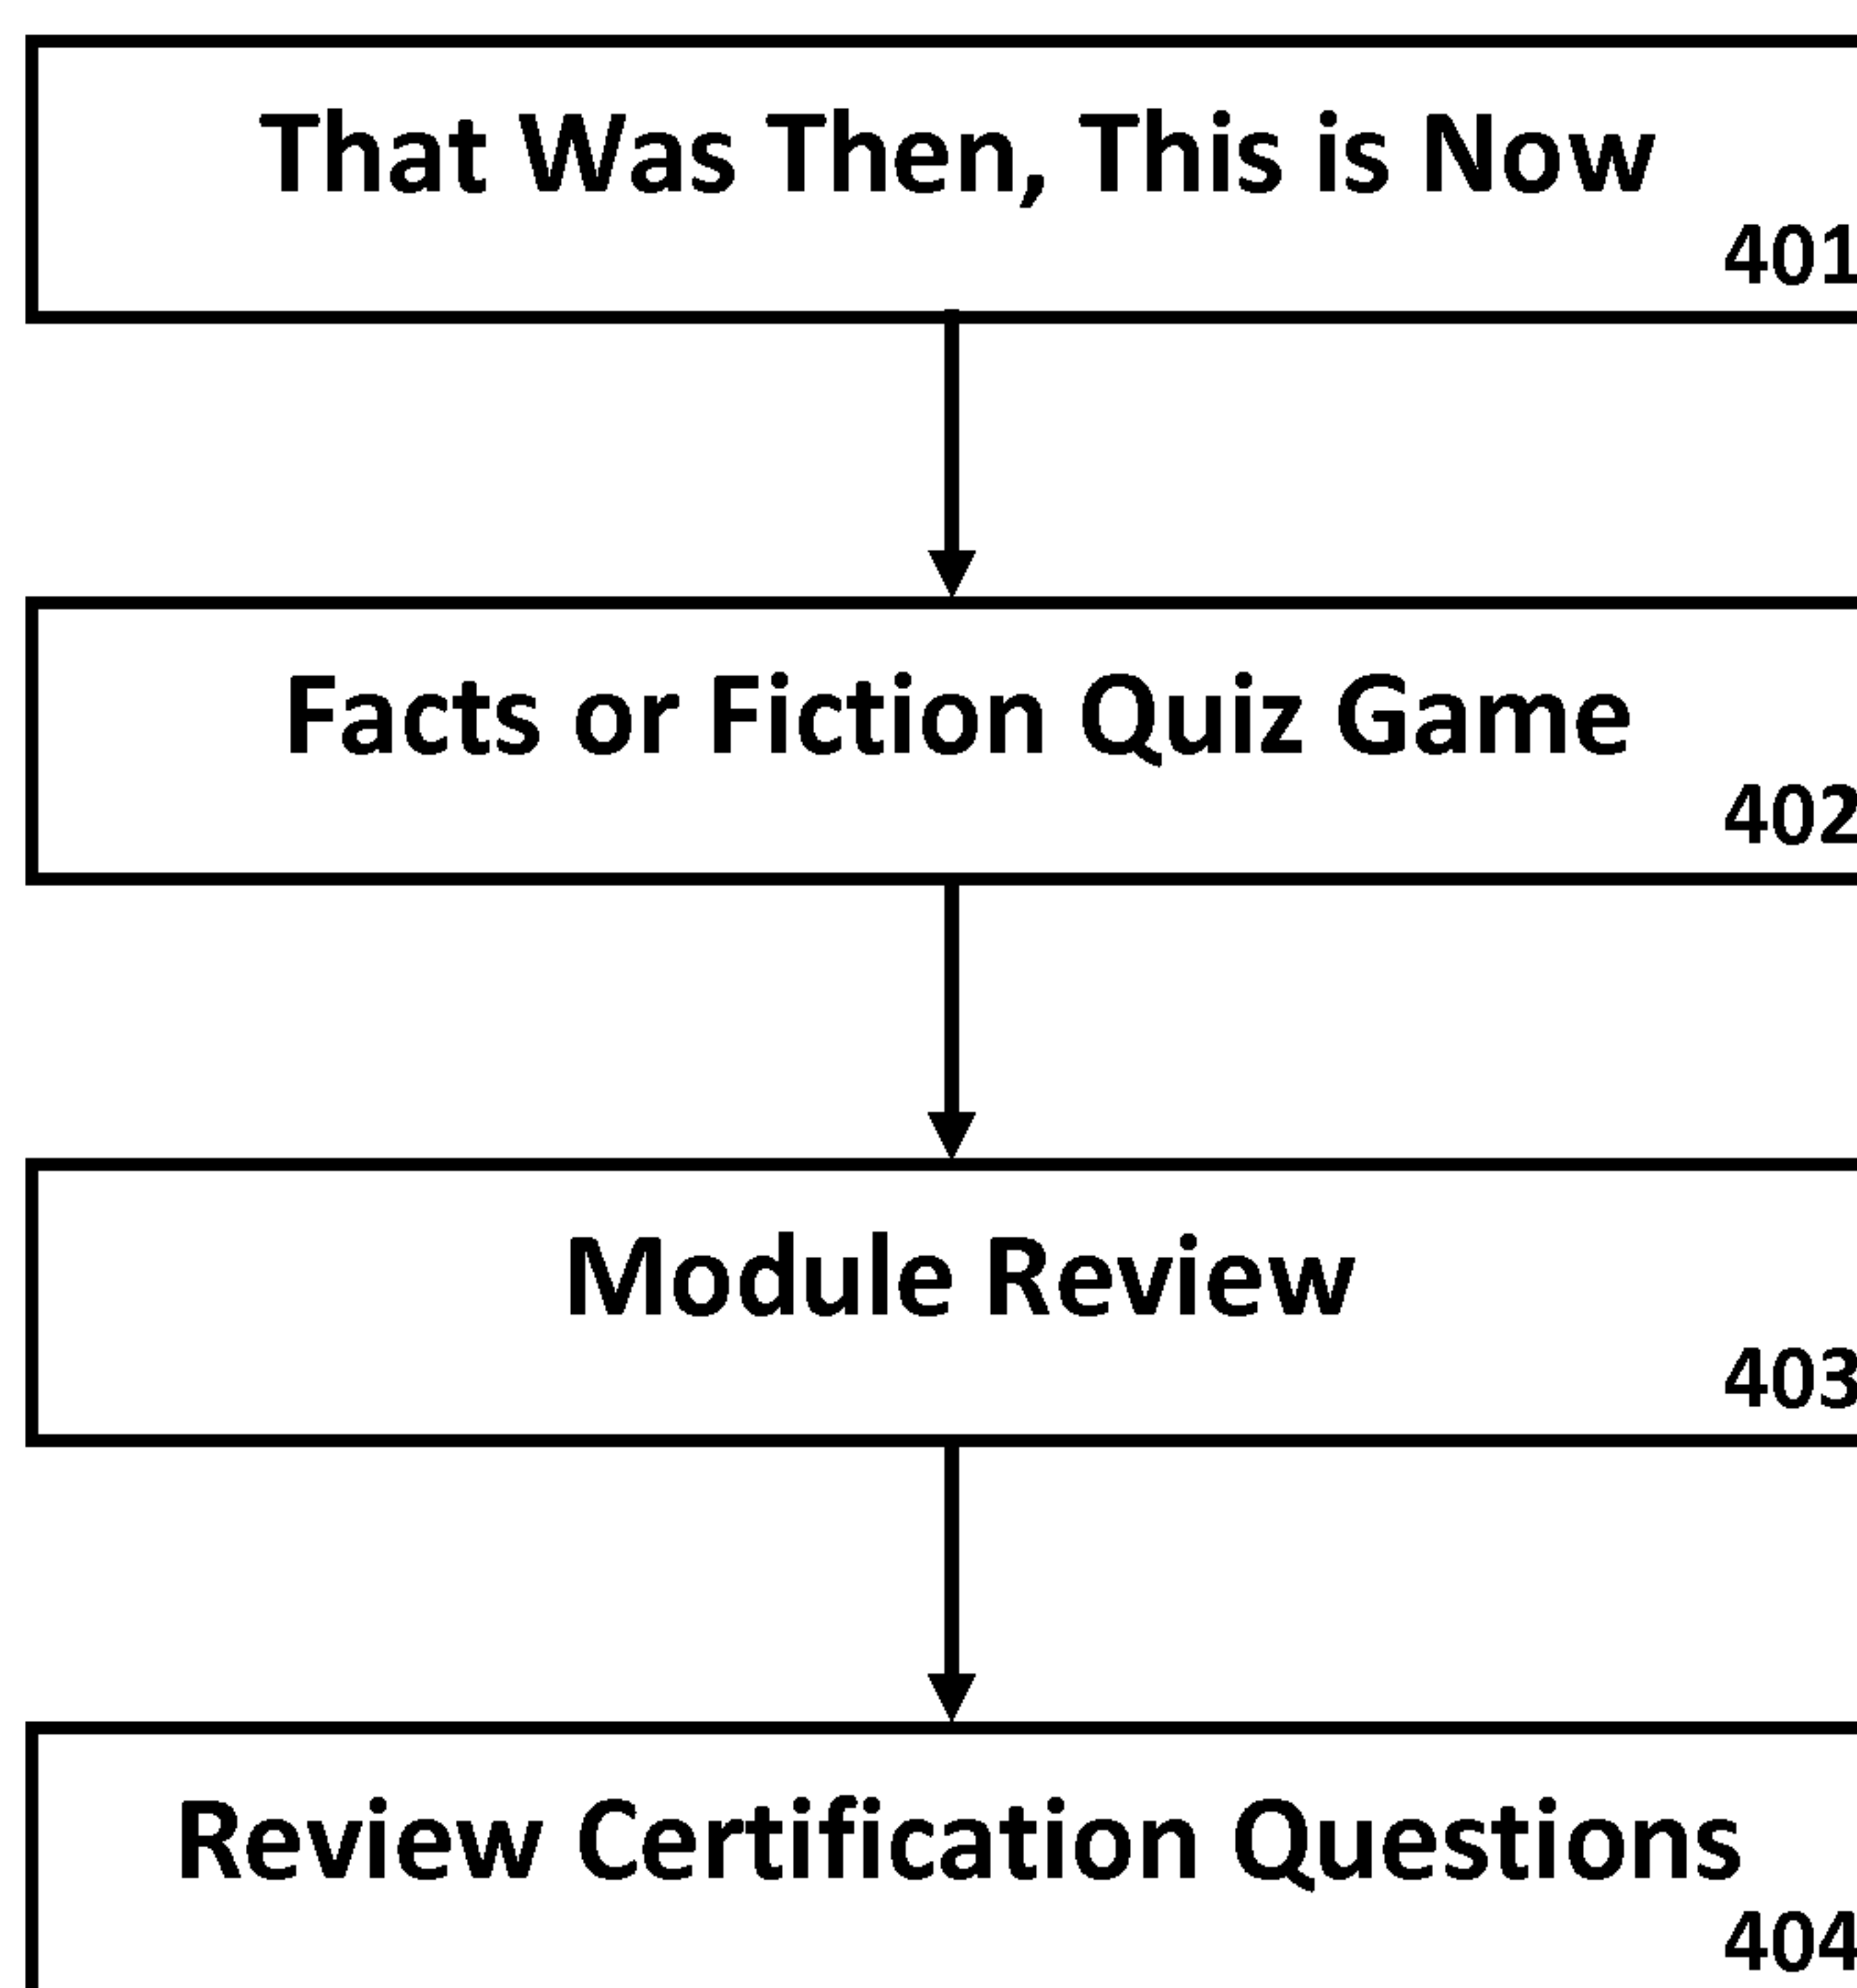 That Was Then, This is Now
401
Facts or Fiction Quiz Game
402
Module Review
403
Review Certification Questions
404